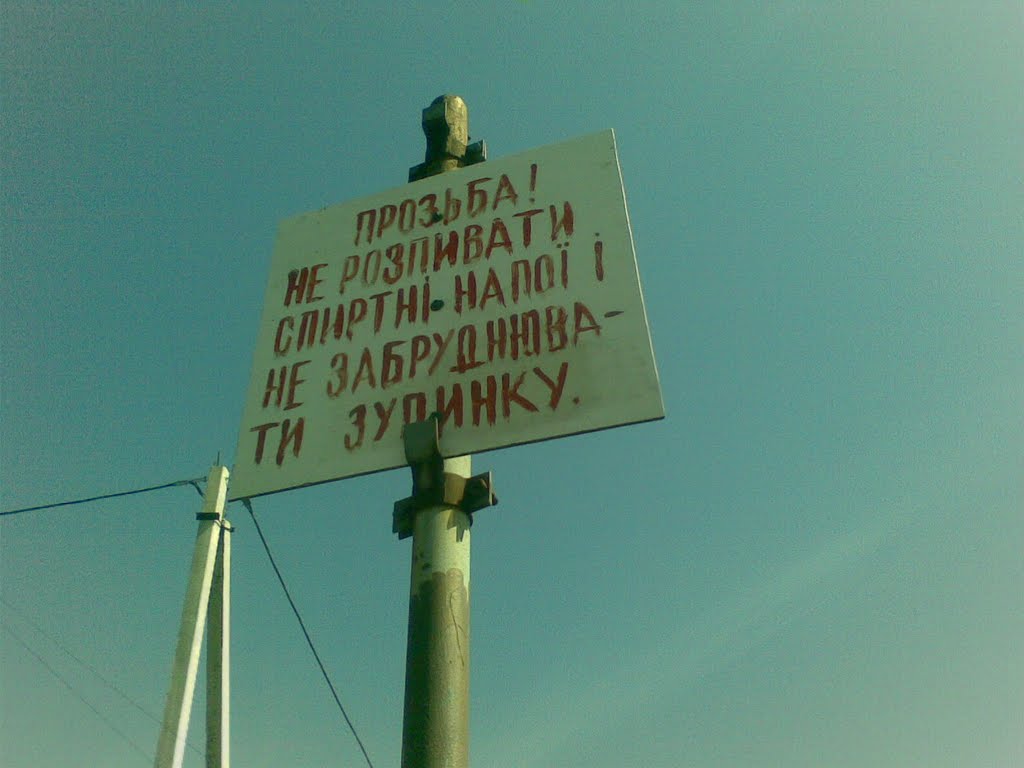 ПРОЗЬБА!
НЕ РОЗПИВАТИ
СПИРТНІ НАПОЇ І
НЕ ЗАБРУДНЮВА-
ТИ ЗУПИНКУ.